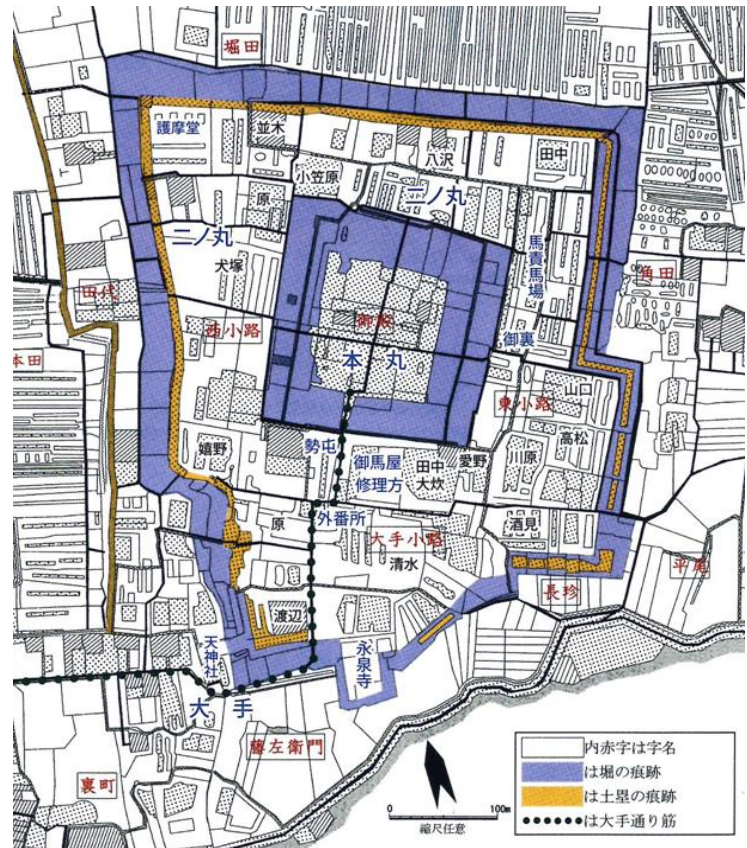 堀田
護摩堂
並木
八沢
田中
小笠原
原
二ノ丸
二ノ丸
犬塚
馬責馬場
角田
田代
西小路
御殿
本丸
御裏
本田
東小路
山口
高松
嬉野
勢屯
御馬屋
修理方
田中
大炊
愛野
川原
原
外番所
大手小路
清水
酒見
長珍
平尾
渡辺
天神社
永泉寺
大手
藤左衛門
裏町
0
100m
縮尺任意
内赤字は字名
は堀の痕跡
は土塁の痕跡
は大手通り筋